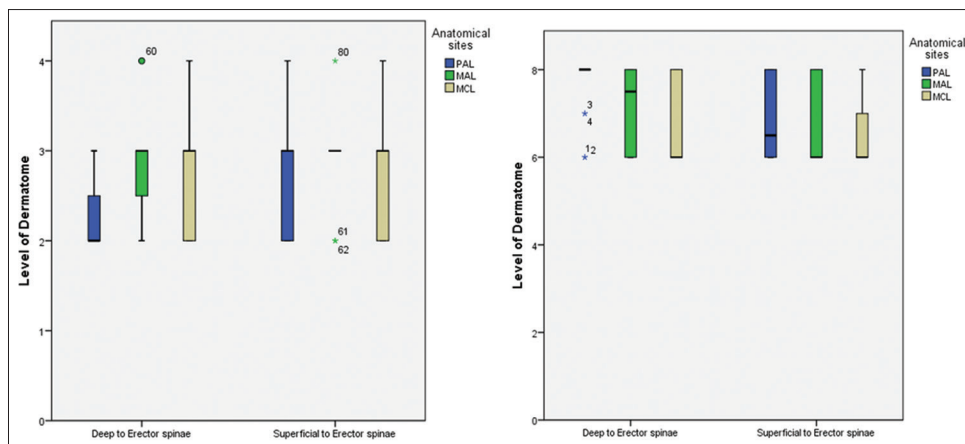 Level of Dermatome
4
3
2
1
0
60
80
61
62
Deep to Erector spinae
Superficial to Erector spinae
Anatomical
sites
PAL
MAL
MCL
Level of Dermatome
8
6
4
2
0
3
4
12
Deep to Erector spinae
Superficial to Erector spinae
Anatomical
sites
PAL
MAL
MCL